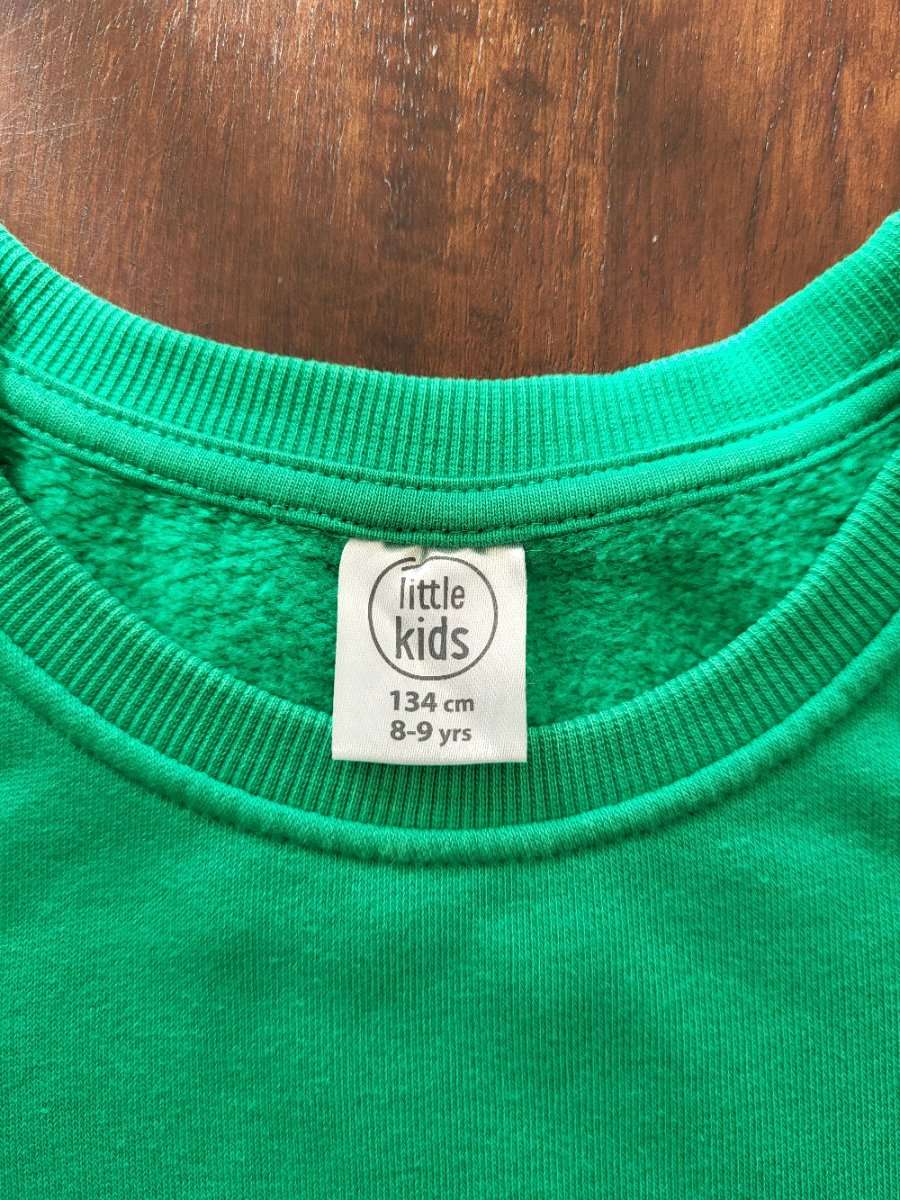 little
kids
134 cm
8-9 yrs